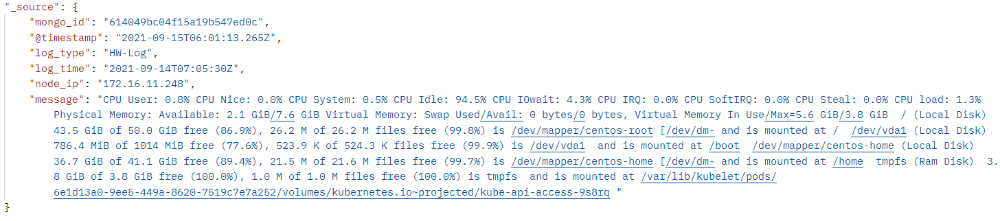 "_source": {
"mongo_id": "614049bc04f15a19b547ed0c",
"@timestamp": "2021-09-15T06:01:13.265Z",
"log_type": "HW-Log",
"log_time": "2021-09-14T07:05:30Z",
"node_ip": "172.16.11.248",
"message": "CPU User: 0.8% CPU Nice: 0.0% CPU System: 0.5% CPU Idle: 94.5% CPU IOwait: 4.3% CPU IRQ: 0.0% CPU SoftIRQ: 0.0% CPU Steal: 0.0% CPU load: 1.3%
Physical Memory: Available: 2.1 GiB/7.6 GiB Virtual Memory: Swap Used/Avail: 0 bytes/0 bytes, Virtual Memory In Use/Max=5.6 GiB/3.8 GiB  / (Local Disk)
43.5 GiB of 50.0 GiB free (86.9%), 26.2 M of 26.2 M files free (99.8%) is /dev/mapper/centos-root [/dev/dm- and is mounted at /  /dev/vda1 (Local Disk)
786.4 MiB of 1014 MiB free (77.6%), 523.9 K of 524.3 K files free (99.9%) is /dev/vda1  and is mounted at /boot  /dev/mapper/centos-home (Local Disk)
36.7 GiB of 41.1 GiB free (89.4%), 21.5 M of 21.6 M files free (99.7%) is /dev/mapper/centos-home [/dev/dm- and is mounted at /home  tmpfs (Ram Disk)  3.
8 GiB of 3.8 GiB free (100.0%), 1.0 M of 1.0 M files free (100.0%) is tmpfs  and is mounted at /var/lib/kubelet/pods/
6e1d13a0-9ee5-449a-8620-7519c7e7a252/volumes/kubernetes.io~projected/kube-api-access-9s8rq "
}